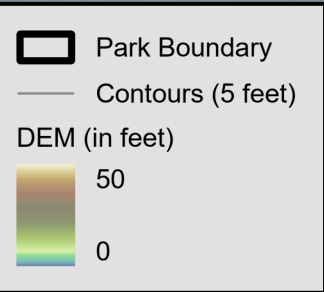 Park Boundary
Contours (5 feet)
DEM (in feet)
50
0